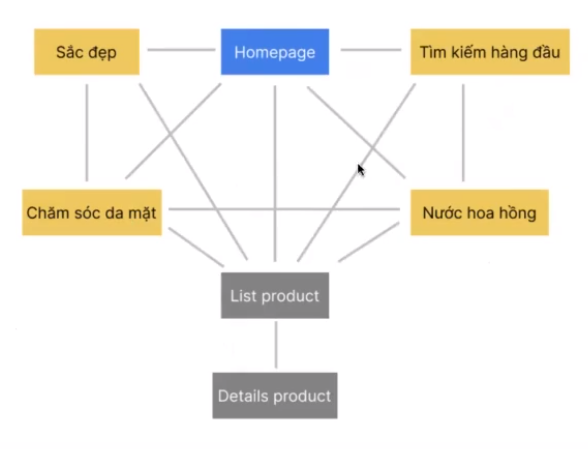 Sắc đẹp
Homepage
Tìm kiếm hàng đầu
Chăm sóc da mặt
Nước hoa hồng
List product
Details product